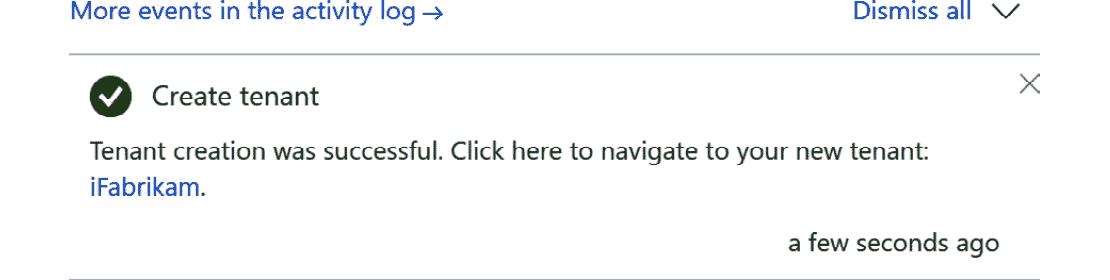 More events in the activity log → Dismiss all
Create tenant
Tenant creation was successful. Click here to navigate to your new tenant:
iFabrikam.
a few seconds ago